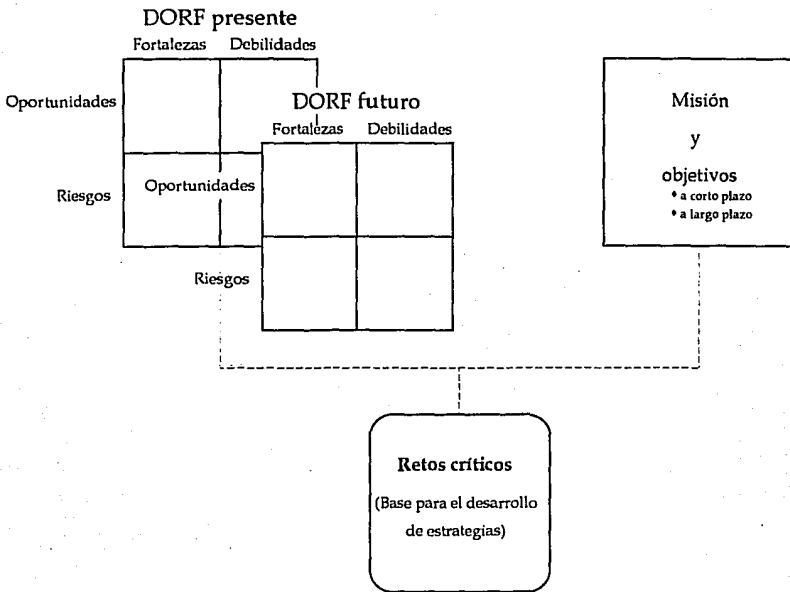 DORF presente
Fortalezas Debilidades
Oportunidades
Riesgos
DORF futuro
Fortalezas Debilidades
Oportunidades
Riesgos
Misión
y
objetivos
• a corto plazo
• a largo plazo
Retos críticos
(Base para el desarrollo
de estrategias)